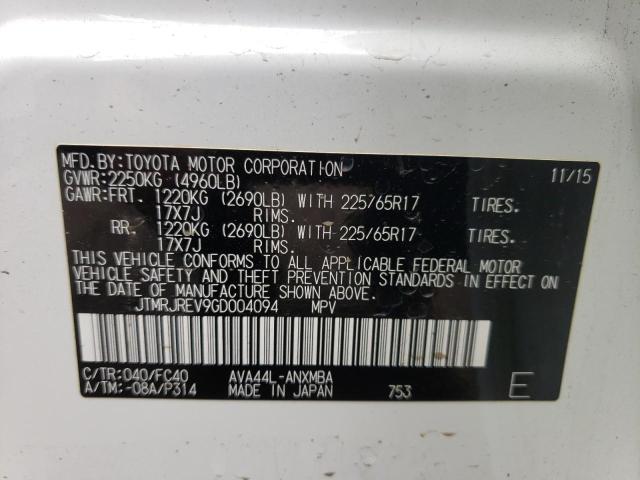 MFD.BY:TOYOTA MOTOR CORPORATION 11/15
GVWR:2250KG (4960LB)
GAWR:FRT. 1220KG (2690LB) WITH 225/65R17 TIRES.
17X7J RIMS.
RR. 1220KG (2690LB) WITH 225/65R17 TIRES.
17X7J RIMS.
THIS VEHICLE CONFORMS TO ALL APPLICABLE FEDERAL MOTOR
VEHICLE SAFETY AND THEFT PREVENTION STANDARDS IN EFFECT ON
THE DATE OF MANUFACTURE SHOWN ABOVE.
JTMRJREV9GD004094 MPV
C/TR:040/FC40 AVA44L-ANXMBA
A/TM:-08A/P314 MADE IN JAPAN 753 E